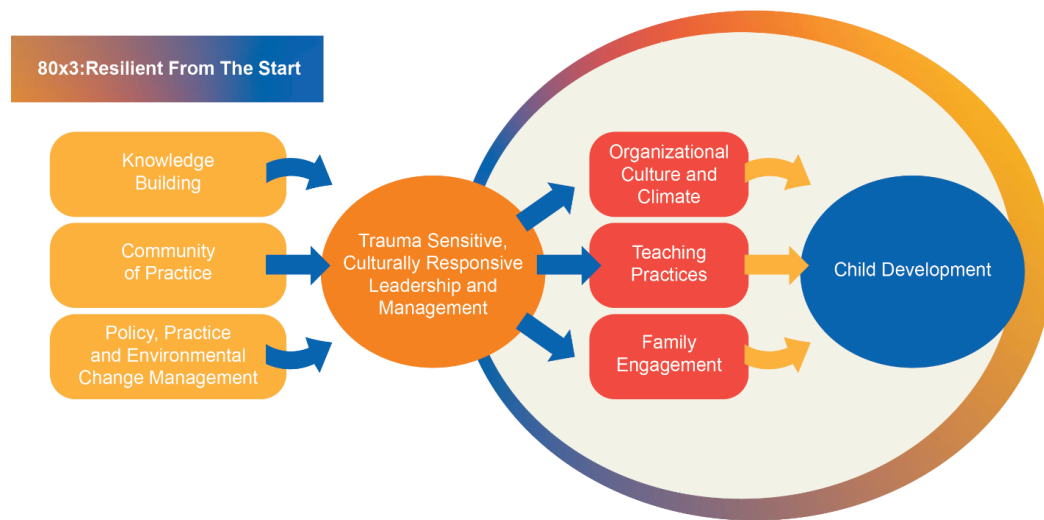 80x3:Resilient From The Start
Knowledge
Building
Community
of Practice
Policy, Practice
and Environmental
Change Management
Trauma Sensitive,
Culturally Responsive
Leadership and
Management
Organizational
Culture and
Climate
Teaching
Practices
Family
Engagement
Child Development